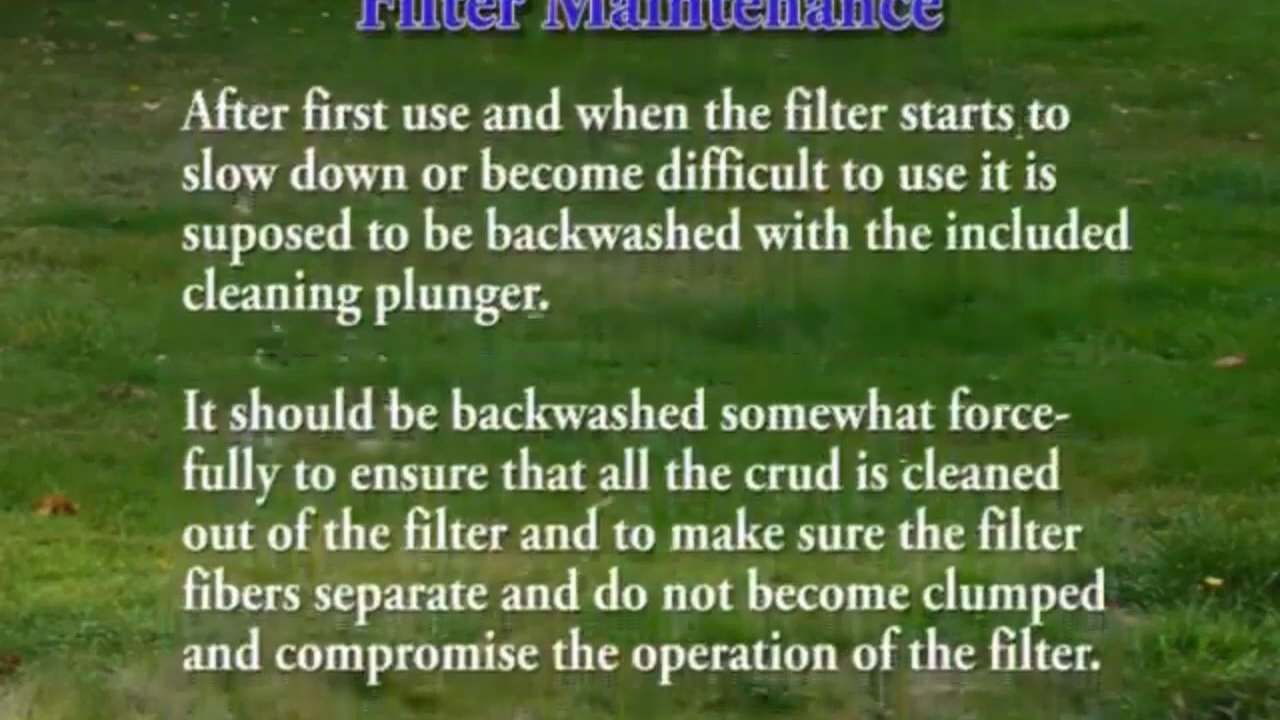 Filter Maintenance
After first use and when the filter starts to
slow down or become difficult to use it is
suposed to be backwashed with the included
cleaning plunger.
It should be backwashed somewhat force-
fully to ensure that all the crud is cleaned
out of the filter and to make sure the filter
fibers separate and do not become clumped
and compromise the operation of the filter.